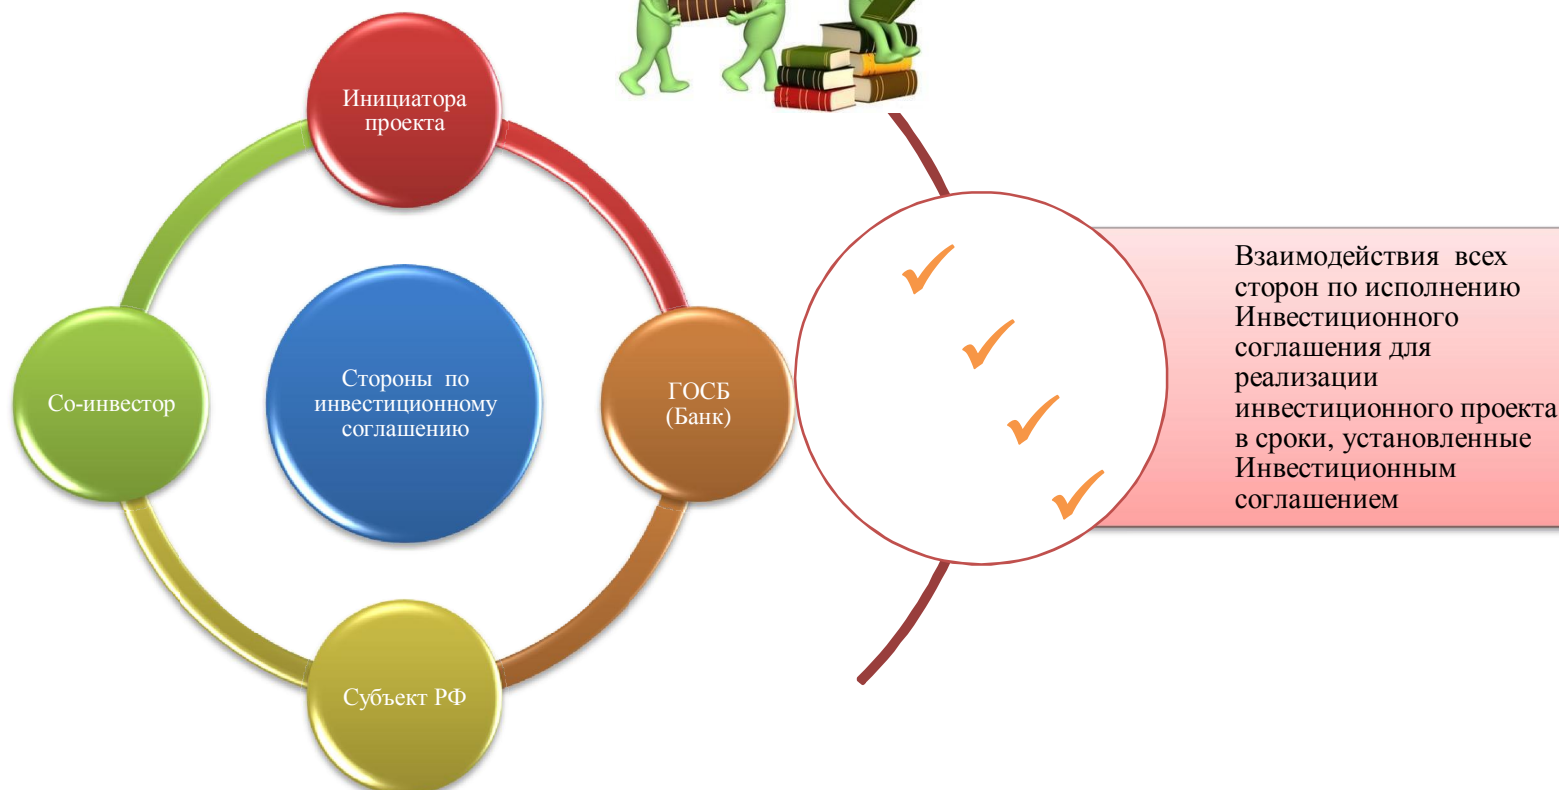 Инициатора
проекта
Со-инвестор
Стороны по
инвестиционному
соглашению
ГОСБ
(Банк)
Субъект РФ
Взаимодействия всех
сторон по исполнению
Инвестиционного
соглашения для
реализации
инвестиционного проекта
в сроки, установленные
Инвестиционным
соглашением